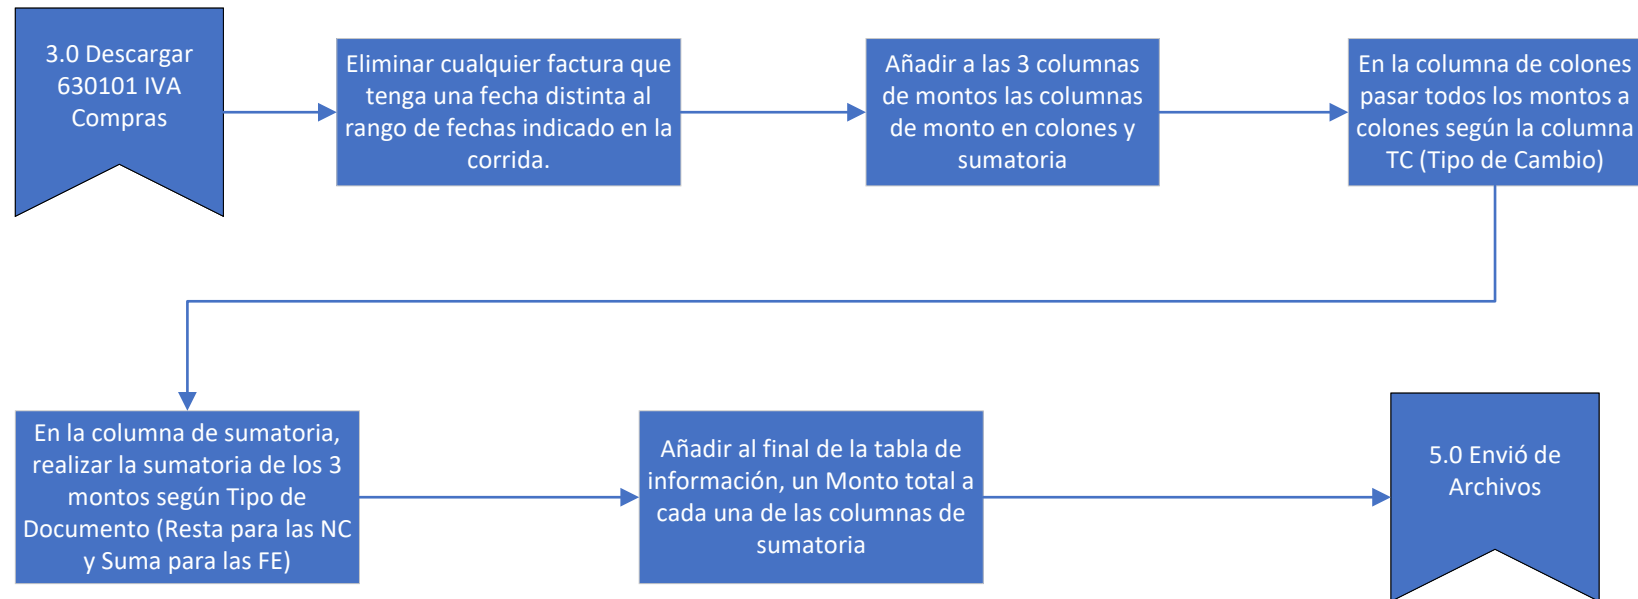 3.0 Descargar
630101 IVA
Compras
Eliminar cualquier factura que
tenga una fecha distinta al
rango de fechas indicado en la
corrida.
Añadir a las 3 columnas
de montos las columnas
de monto en colones y
sumatoria
En la columna de colones
pasar todos los montos a
colones según la columna
TC (Tipo de Cambio)
En la columna de sumatoria,
realizar la sumatoria de los 3
montos según Tipo de
Documento (Resta para las NC
y Suma para las FE)
Añadir al final de la tabla de
información, un Monto total a
cada una de las columnas de
sumatoria
5.0 Envió de
Archivos